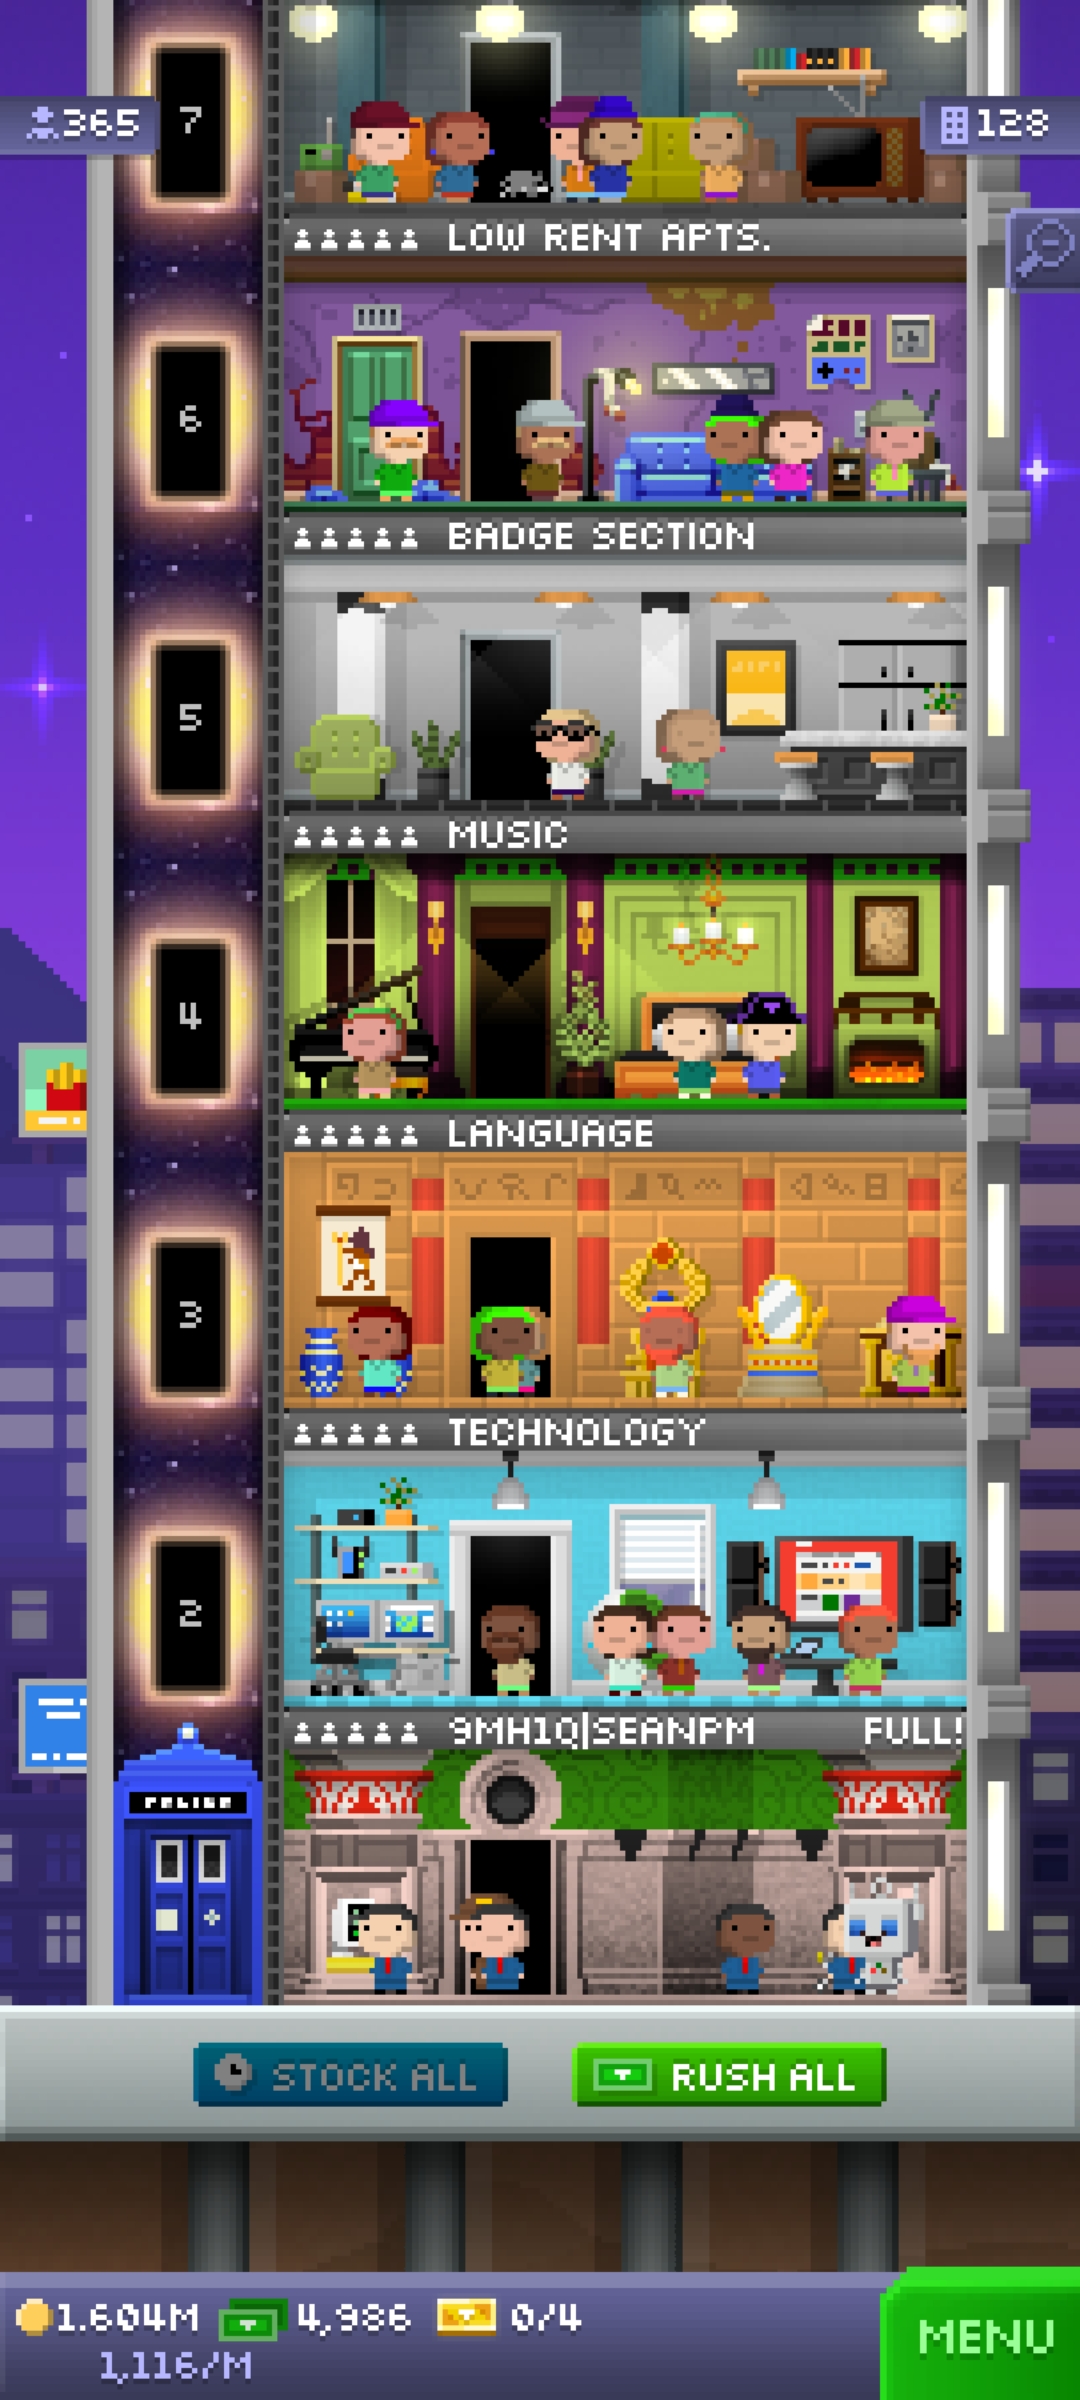 7
365
128
LOW RENT APTS.
6
BADGE SECTION
5
MUSIC
4
LANGUAGE
3
TECHNOLOGY
2
9MH1Q|SEANPM FULL!
POLICE
STOCK ALL
RUSH ALL
1.604M 4,986 0/4
1,116/M
MENU